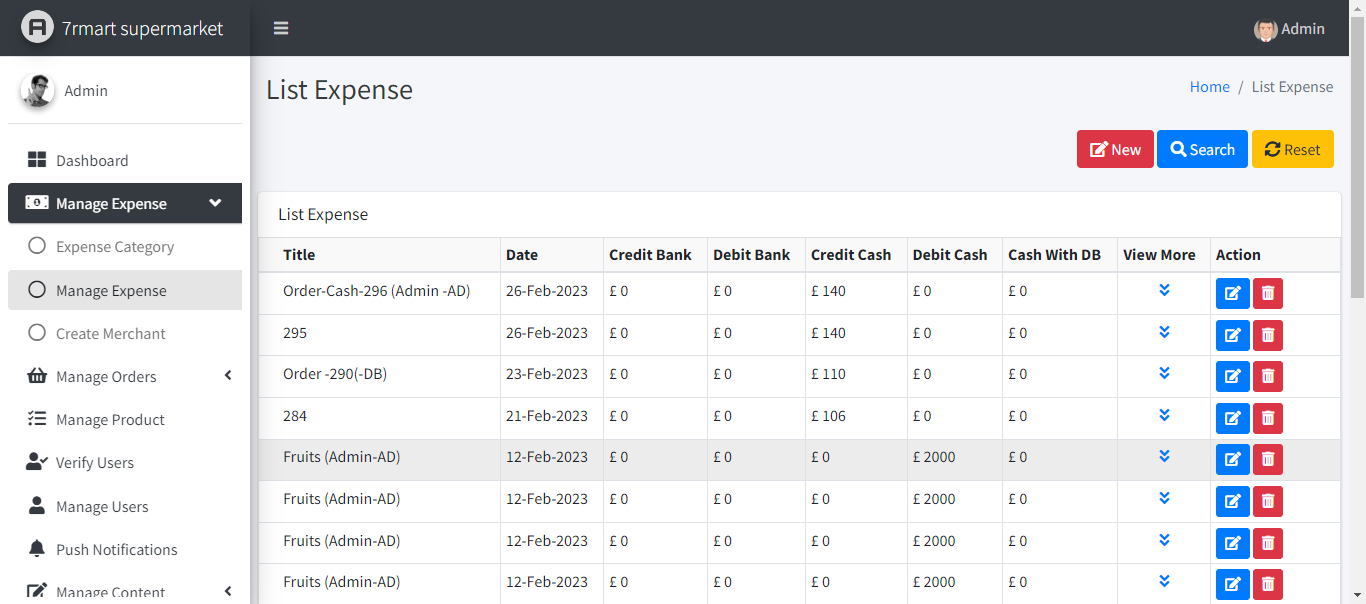 7rmart supermarket
Admin
Admin
Dashboard
Manage Expense
Expense Category
Manage Expense
Create Merchant
Manage Orders
Manage Product
Verify Users
Manage Users
Push Notifications
Manage Content
List Expense
Home / List Expense
New Search Reset
List Expense
Title Date Credit Bank Debit Bank Credit Cash Debit Cash Cash With DB View More Action
Order-Cash-296 (Admin -AD) 26-Feb-2023 £ 0 £ 0 £ 140 £ 0 £ 0
295 26-Feb-2023 £ 0 £ 0 £ 140 £ 0 £ 0
Order -290(-DB) 23-Feb-2023 £ 0 £ 0 £ 110 £ 0 £ 0
284 21-Feb-2023 £ 0 £ 0 £ 106 £ 0 £ 0
Fruits (Admin-AD) 12-Feb-2023 £ 0 £ 0 £ 0 £ 2000 £ 0
Fruits (Admin-AD) 12-Feb-2023 £ 0 £ 0 £ 0 £ 2000 £ 0
Fruits (Admin-AD) 12-Feb-2023 £ 0 £ 0 £ 0 £ 2000 £ 0
Fruits (Admin-AD) 12-Feb-2023 £ 0 £ 0 £ 0 £ 2000 £ 0